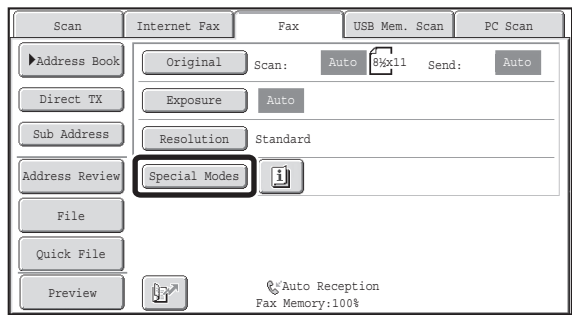 Scan
Internet Fax
Fax
USB Mem. Scan
PC Scan
Address Book
Original
Scan:
Auto
8½x11
Send:
Auto
Direct TX
Exposure
Auto
Sub Address
Resolution
Standard
Address Review
Special Modes
File
Quick File
Preview
Auto Reception
Fax Memory:100%